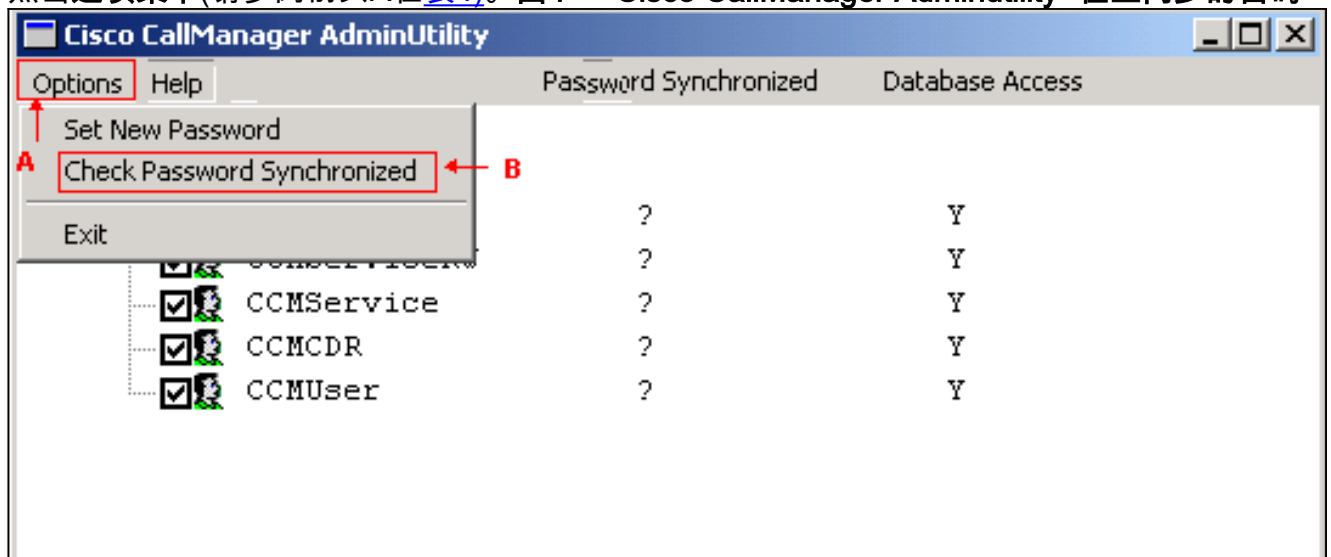 Cisco CallManager AdminUtility
Options Help Password Synchronized Database Access
Set New Password
A Check Password Synchronized B
? Y
Exit
? Y
CCMService ? Y
CCMCDR ? Y
CCMUser ? Y